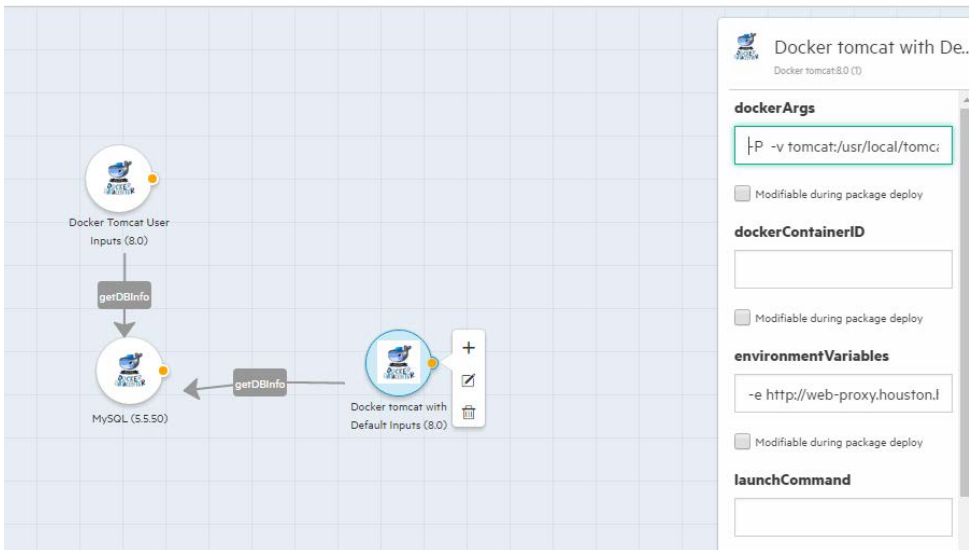 Docker Tomcat User
Inputs (8.0)
getDBInfo
MySQL (5.5.50)
getDBInfo
Docker tomcat with
Default Inputs (8.0)
Docker tomcat with De...
Docker tomcat:8.0 (1)
dockerArgs
-P -v tomcat:/usr/local/tomca
Modifiable during package deploy
dockerContainerID
Modifiable during package deploy
environmentVariables
-e http://web-proxy.houston.h
Modifiable during package deploy
launchCommand